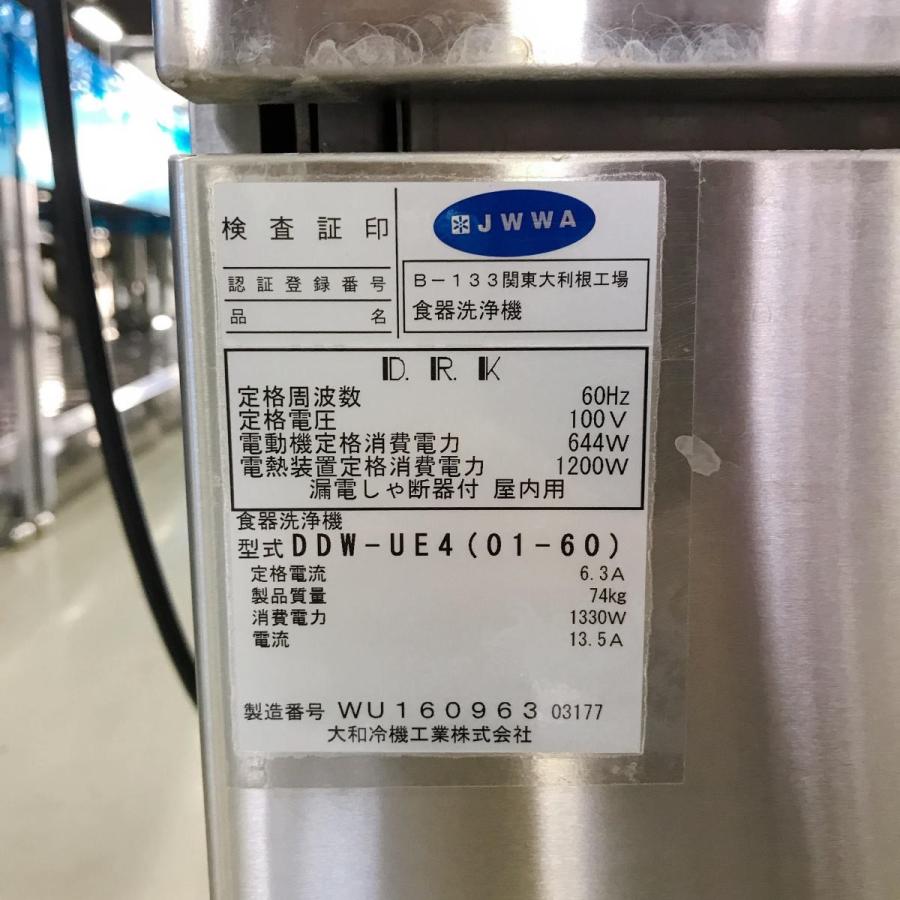 検査証印
JWWA
認証登録番号
B-133関東大利根工場
品名
食器洗浄機
D.R.K
定格周波数 60Hz
定格電圧 100V
電動機定格消費電力 644W
電熱装置定格消費電力 1200W
漏電しゃ断器付 屋内用
食器洗浄機
型式 DDW-UE4(01-60)
定格電流 6.3A
製品質量 74kg
消費電力 1330W
電流 13.5A
製造番号 WU160963 03177
大和冷機工業株式会社